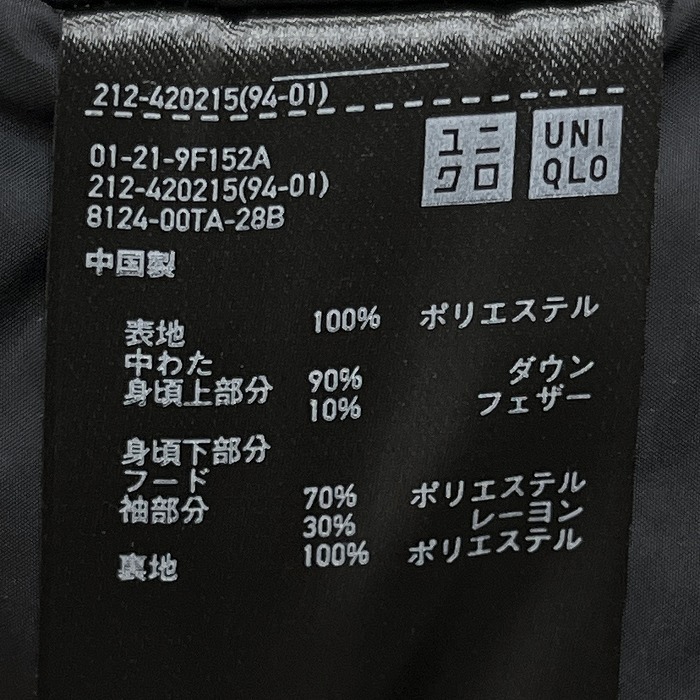 212-420215(94-01)
ユニ
クロ
UNI
QLO
01-21-9F152A
212-420215(94-01)
8124-00TA-28B
中国製
表地 100% ポリエステル
中わた
身頃上部分 90% ダウン
10% フェザー
身頃下部分
フード
袖部分 70% ポリエステル
30% レーヨン
裏地 100% ポリエステル